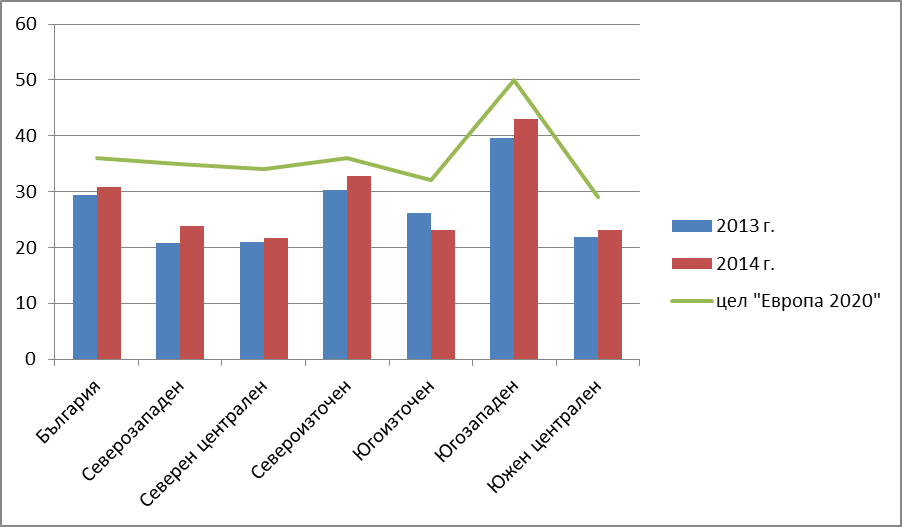 60
50
40
30
20
10
0
България
Северозападен
Северен централен
Североизточен
Югоизточен
Югозападен
Южен централен
2013 г.
2014 г.
цел "Европа 2020"